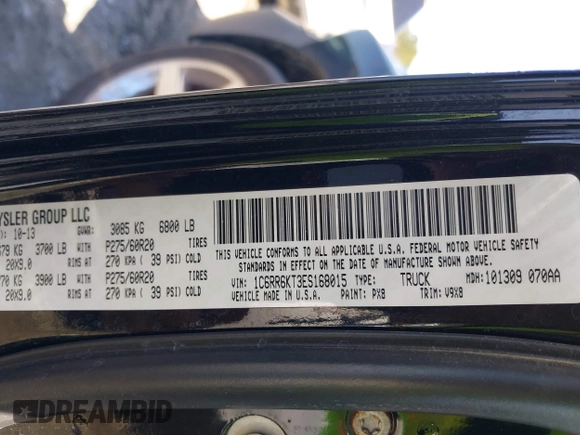 YSLER GROUP LLC
): 10-13 GVWR: 3085 KG 6800 LB
679 KG 3700 LB WITH P275/60R20 TIRES
20X9.0 RIMS AT 270 KPA ( 39 PSI) COLD
70 KG 3900 LB WITH P275/60R20 TIRES
20X9.0 RIMS AT 270 KPA ( 39 PSI) COLD
THIS VEHICLE CONFORMS TO ALL APPLICABLE U.S.A. FEDERAL MOTOR VEHICLE SAFETY
STANDARDS IN EFFECT ON THE DATE OF MANUFACTURE SHOWN ABOVE
VIN: 1C6RR6KT3ES168015 TYPE: TRUCK MDH: 101309 070AA
VEHICLE MADE IN U.S.A. PAINT: PX8 TRIM: V9X8
DREAMBID